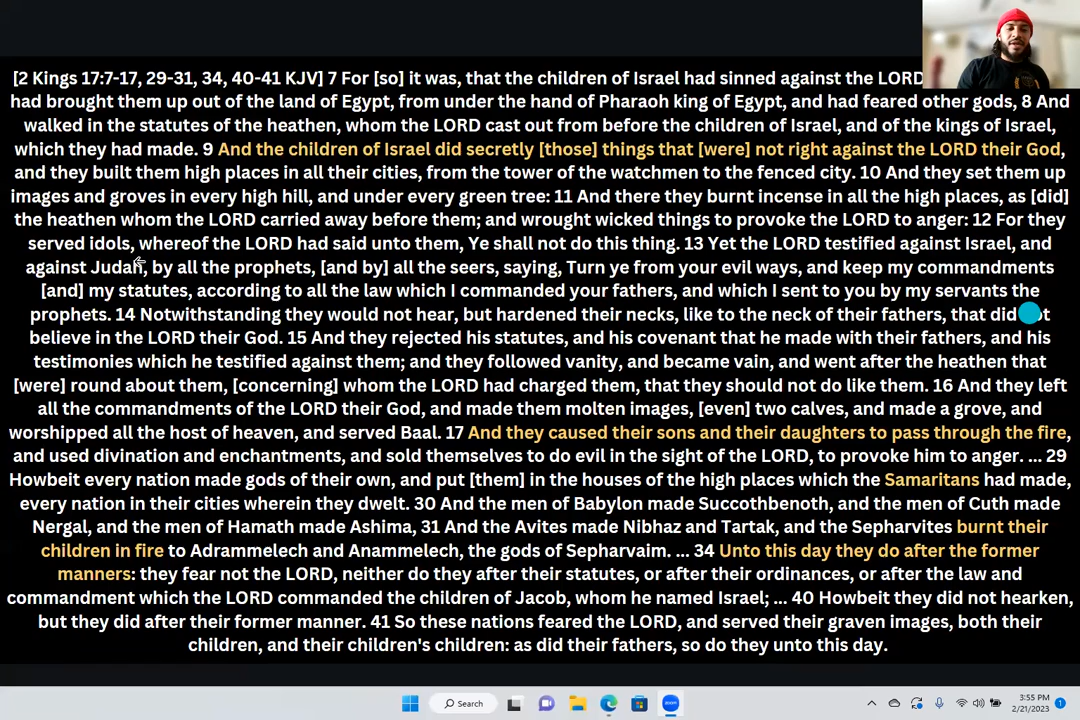 [2 Kings 17:7-17, 29-31, 34, 40-41 KJV] 7 For [so] it was, that the children of Israel had sinned against the LORD
had brought them up out of the land of Egypt, from under the hand of Pharaoh king of Egypt, and had feared other gods, 8 And
walked in the statutes of the heathen, whom the LORD cast out from before the children of Israel, and of the kings of Israel,
which they had made. 9 And the children of Israel did secretly [those] things that [were] not right against the LORD their God,
and they built them high places in all their cities, from the tower of the watchmen to the fenced city. 10 And they set them up
images and groves in every high hill, and under every green tree: 11 And there they burnt incense in all the high places, as [did]
the heathen whom the LORD carried away before them; and wrought wicked things to provoke the LORD to anger: 12 For they
served idols, whereof the LORD had said unto them, Ye shall not do this thing. 13 Yet the LORD testified against Israel, and
against Judah, by all the prophets, [and by] all the seers, saying, Turn ye from your evil ways, and keep my commandments
[and] my statutes, according to all the law which I commanded your fathers, and which I sent to you by my servants the
prophets. 14 Notwithstanding they would not hear, but hardened their necks, like to the neck of their fathers, that did not
believe in the LORD their God. 15 And they rejected his statutes, and his covenant that he made with their fathers, and his
testimonies which he testified against them; and they followed vanity, and became vain, and went after the heathen that
[were] round about them, [concerning] whom the LORD had charged them, that they should not do like them. 16 And they left
all the commandments of the LORD their God, and made them molten images, [even] two calves, and made a grove, and
worshipped all the host of heaven, and served Baal. 17 And they caused their sons and their daughters to pass through the fire,
and used divination and enchantments, and sold themselves to do evil in the sight of the LORD, to provoke him to anger. ... 29
Howbeit every nation made gods of their own, and put [them] in the houses of the high places which the Samaritans had made,
every nation in their cities wherein they dwelt. 30 And the men of Babylon made Succothbenoth, and the men of Cuth made
Nergal, and the men of Hamath made Ashima, 31 And the Avites made Nibhaz and Tartak, and the Sepharvites burnt their
children in fire to Adrammelech and Anammelech, the gods of Sepharvaim. ... 34 Unto this day they do after the former
manners: they fear not the LORD, neither do they after their statutes, or after their ordinances, or after the law and
commandment which the LORD commanded the children of Jacob, whom he named Israel; ... 40 Howbeit they did not hearken,
but they did after their former manner. 41 So these nations feared the LORD, and served their graven images, both their
children, and their children's children: as did their fathers, so do they unto this day.
Search
zoom
3:55 PM
2/21/2023
1